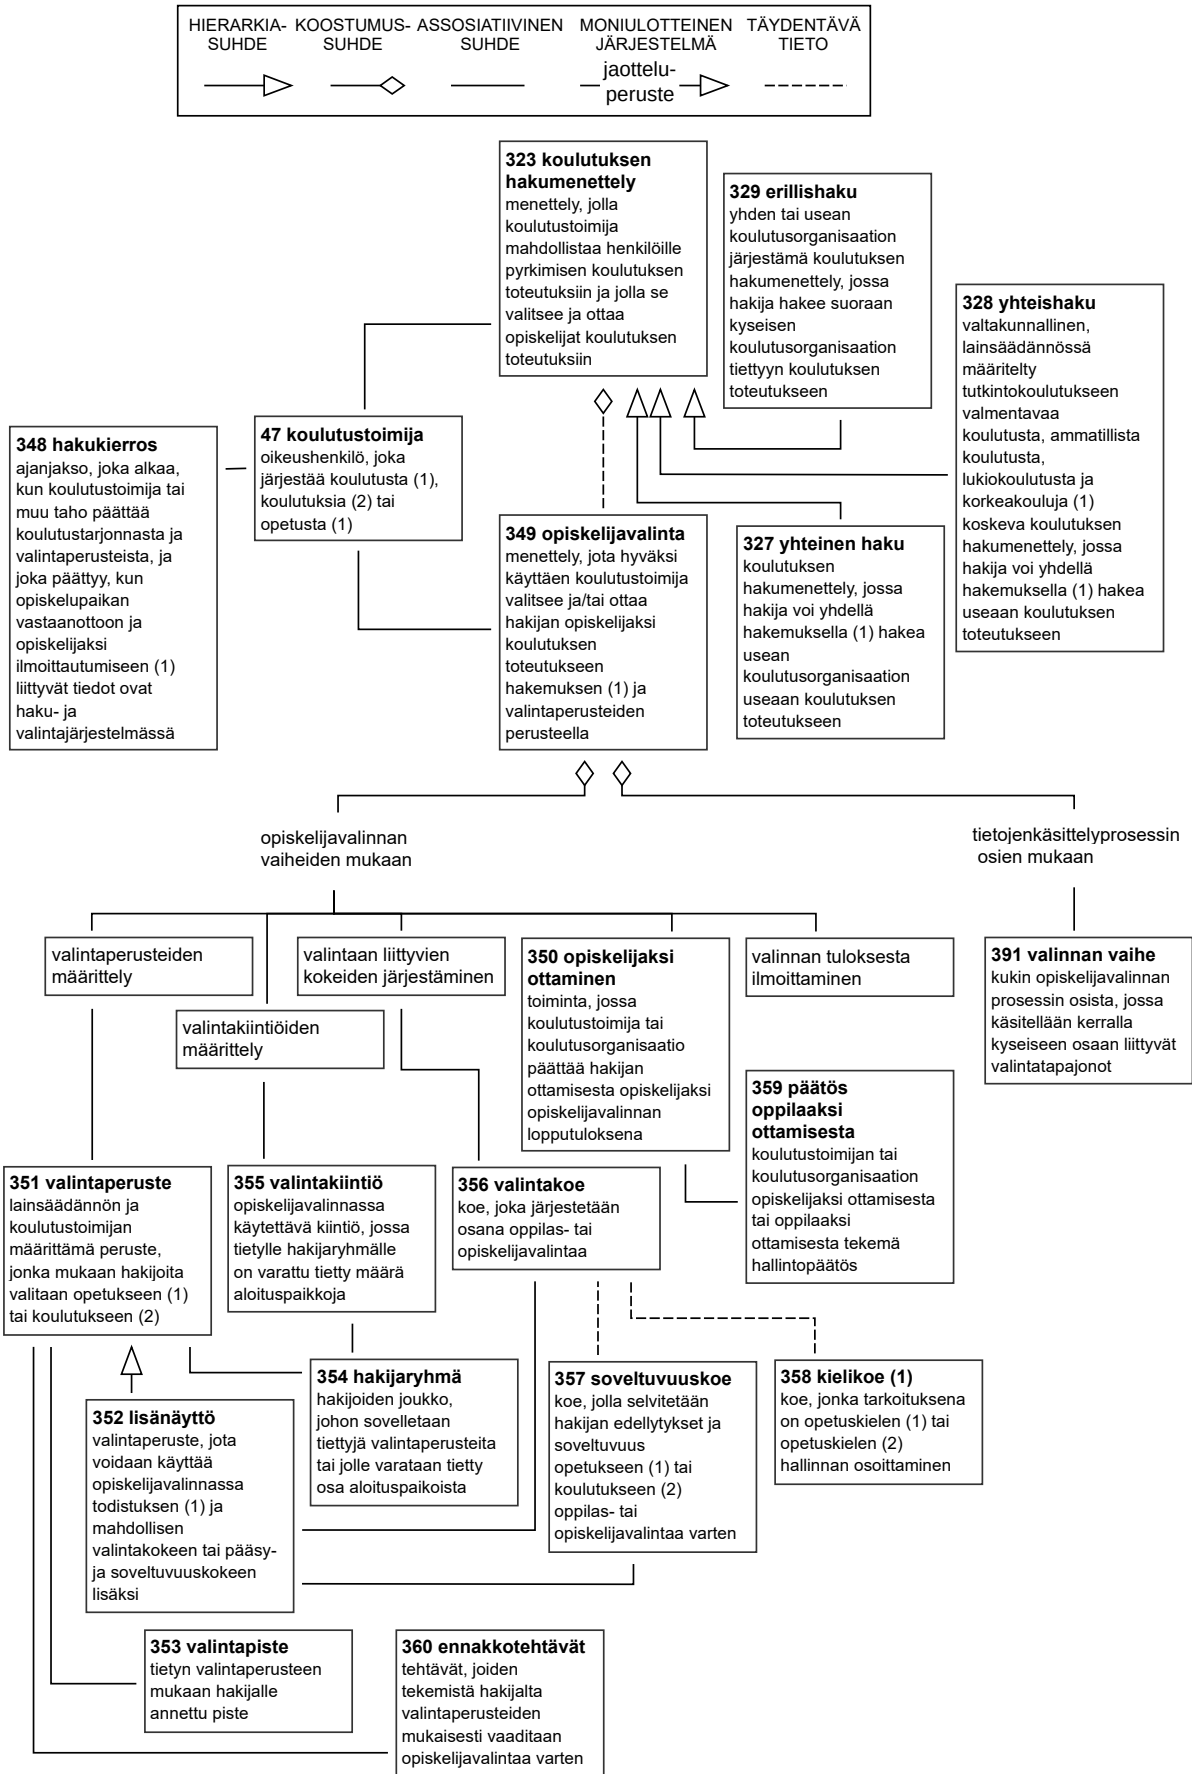 HIERARKIA-
SUHDE
KOOSTUMUS-
SUHDE
ASSOSIATIIVINEN
SUHDE
MONIULOTTEINEN
JÄRJESTELMÄ
TÄYDENTÄVÄ
TIETO
jaottelu-
peruste
323 koulutuksen
hakumenettely
menettely, jolla
koulutustoimija
mahdollistaa henkilöille
pyrkimisen koulutuksen
toteutuksiin ja jolla se
valitsee ja ottaa
opiskelijat koulutuksen
toteutuksiin
329 erillishaku
yhden tai usean
koulutusorganisaation
järjestämä koulutuksen
hakumenettely, jossa
hakija hakee suoraan
kyseisen
koulutusorganisaation
tiettyyn koulutuksen
toteutukseen
328 yhteishaku
valtakunnallinen,
lainsäädännössä
määritelty
tutkintokoulutukseen
valmentavaa
koulutusta, ammatillista
koulutusta,
lukiokoulutusta ja
korkeakouluja (1)
koskeva koulutuksen
hakumenettely, jossa
hakija voi yhdellä
hakemuksella (1) hakea
useaan koulutuksen
toteutukseen
348 hakukierros
ajanjakso, joka alkaa,
kun koulutustoimija tai
muu taho päättää
koulutustarjonnasta ja
valintaperusteista, ja
joka päättyy, kun
opiskelupaikan
vastaanottoon ja
opiskelijaksi
ilmoittautumiseen (1)
liittyvät tiedot ovat
haku- ja
valintajärjestelmässä
47 koulutustoimija
oikeushenkilö, joka
järjestää koulutusta (1),
koulutuksia (2) tai
opetusta (1)
349 opiskelijavalinta
menettely, jota hyväksi
käyttäen koulutustoimija
valitsee ja/tai ottaa
hakijan opiskelijaksi
koulutuksen
toteutukseen
hakemuksen (1) ja
valintaperusteiden
perusteella
327 yhteinen haku
koulutuksen
hakumenettely, jossa
hakija voi yhdellä
hakemuksella (1) hakea
usean
koulutusorganisaation
useaan koulutuksen
toteutukseen
opiskelijavalinnan
vaiheiden mukaan
tietojenkäsittelyprosessin
osien mukaan
valintaperusteiden
määrittely
valintakiintiöiden
määrittely
valintaan liittyvien
kokeiden järjestäminen
350 opiskelijaksi
ottaminen
toiminta, jossa
koulutustoimija tai
koulutusorganisaatio
päättää hakijan
ottamisesta opiskelijaksi
opiskelijavalinnan
lopputuloksena
valinnan tuloksesta
ilmoittaminen
391 valinnan vaihe
kukin opiskelijavalinnan
prosessin osista, jossa
käsitellään kerralla
kyseiseen osaan liittyvät
valintatapajonot
359 päätös
oppilaaksi
ottamisesta
koulutustoimijan tai
koulutusorganisaation
opiskelijaksi ottamisesta
tai oppilaaksi
ottamisesta tekemä
hallintopäätös
351 valintaperuste
lainsäädännön ja
koulutustoimijan
määrittämä peruste,
jonka mukaan hakijoita
valitaan opetukseen (1)
tai koulutukseen (2)
355 valintakiintiö
opiskelijavalinnassa
käytettävä kiintiö, jossa
tietylle hakijaryhmälle
on varattu tietty määrä
aloituspaikkoja
356 valintakoe
koe, joka järjestetään
osana oppilas- tai
opiskelijavalintaa
352 lisänäyttö
valintaperuste, jota
voidaan käyttää
opiskelijavalinnassa
todistuksen (1) ja
mahdollisen
valintakokeen tai pääsy-
ja soveltuvuuskokeen
lisäksi
354 hakijaryhmä
hakijoiden joukko,
johon sovelletaan
tiettyjä valintaperusteita
tai jolle varataan tietty
osa aloituspaikoista
357 soveltuvuuskoe
koe, jolla selvitetään
hakijan edellytykset ja
soveltuvuus
opetukseen (1) tai
koulutukseen (2)
oppilas- tai
opiskelijavalintaa varten
358 kielikoe (1)
koe, jonka tarkoituksena
on opetuskielen (1) tai
opetuskielen (2)
hallinnan osoittaminen
353 valintapiste
tietyn valintaperusteen
mukaan hakijalle
annettu piste
360 ennakkotehtävät
tehtävät, joiden
tekemistä hakijalta
valintaperusteiden
mukaisesti vaaditaan
opiskelijavalintaa varten